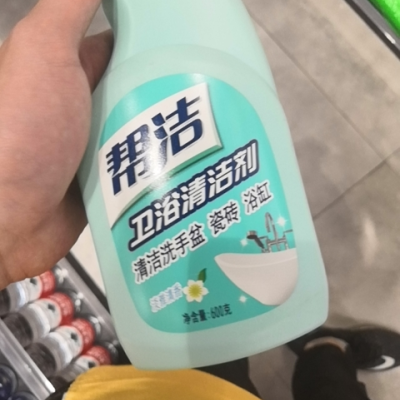 帮洁
卫浴清洁剂
清洁洗手盆 瓷砖 浴缸
净含量:600克